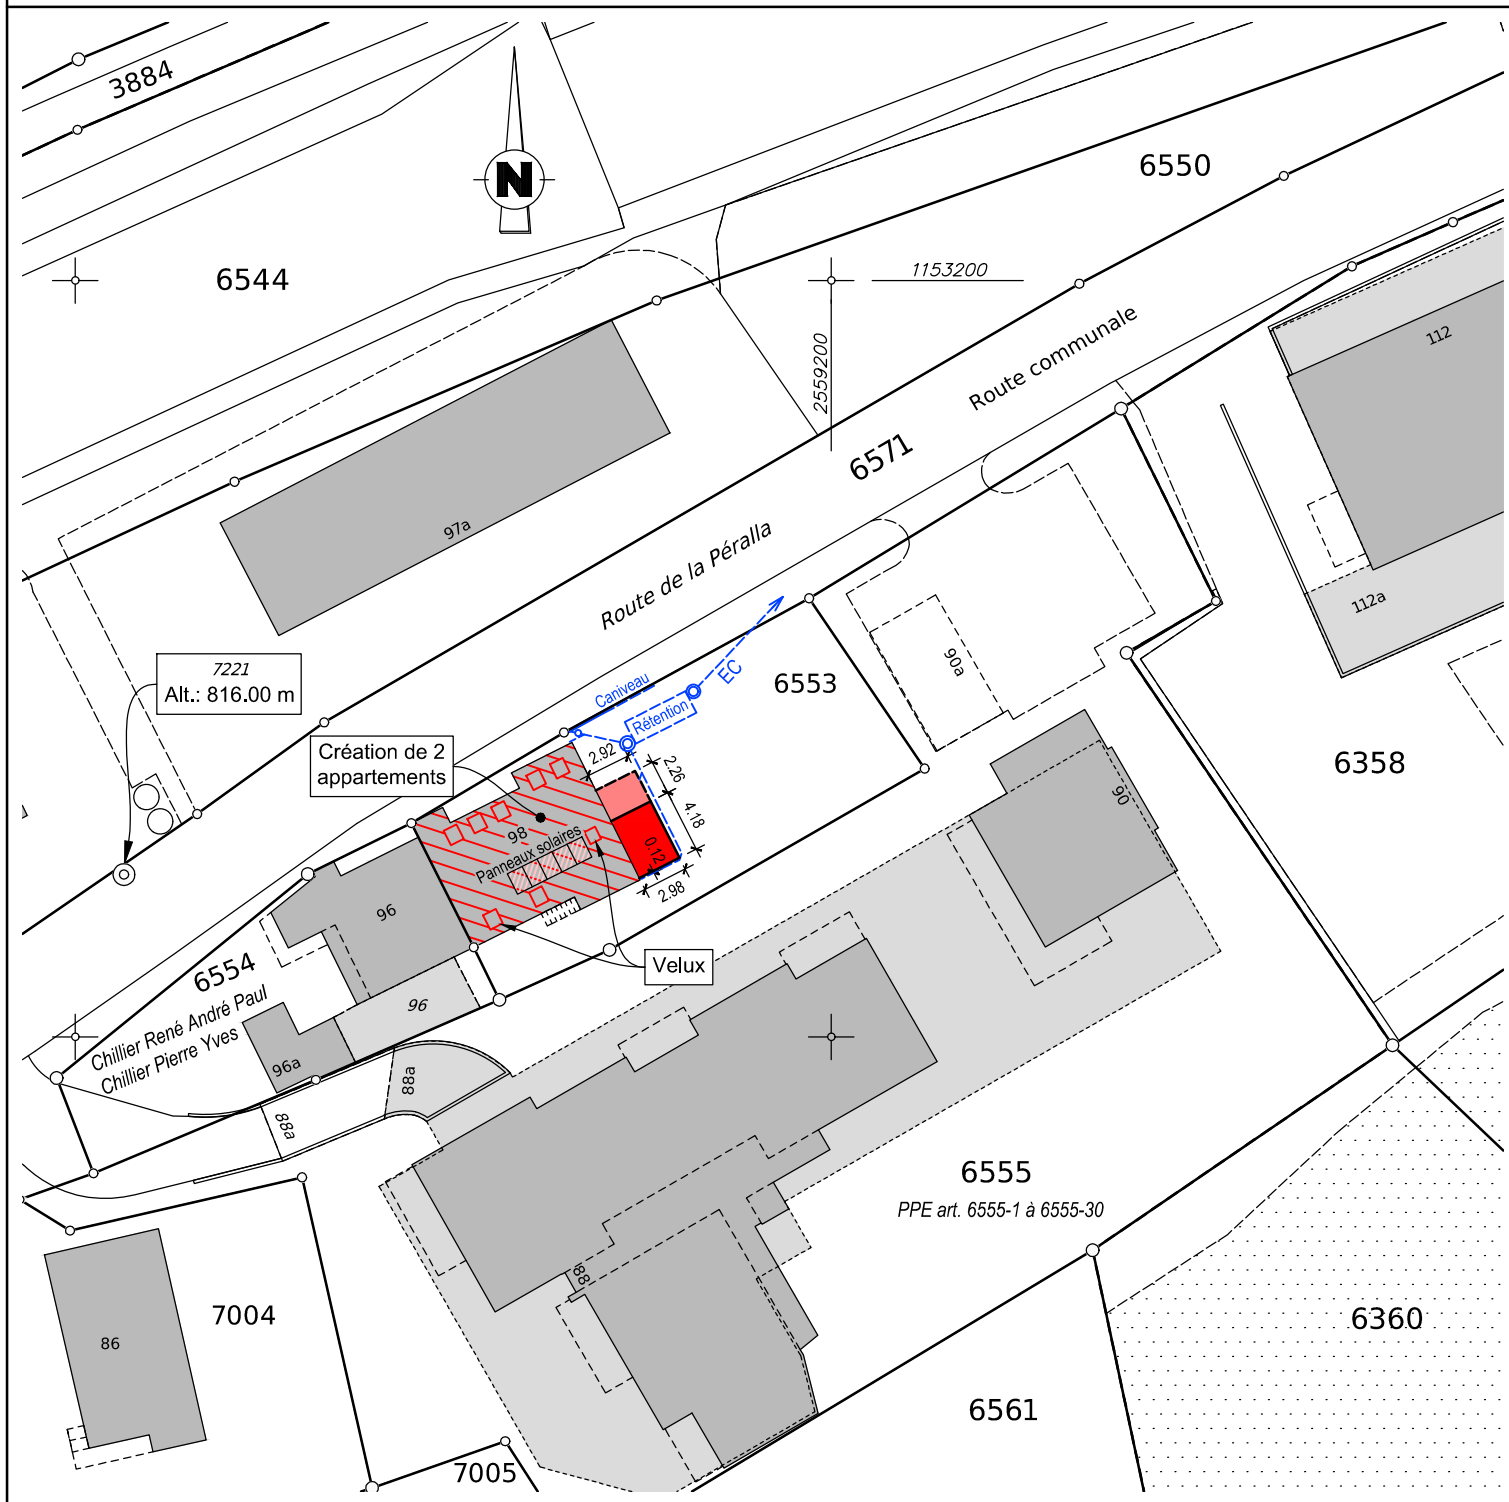 3884
N
6550
6544
1153200
2559200
112
Route communale
6571
97a
Route de la Péralla
112a
90a
7221
Alt.: 816.00 m
EC
Caniveau
6553
Rétention
Création de 2
appartements
2.92
2.26
6358
90
4.18
98
Panneaux solaires
0.12
2.98
96
Velux
6554
96
Chillier René André Paul
Chillier Pierre Yves
96a
88a
88a
6555
PPE art. 6555-1 à 6555-30
88
7004
86
6360
6561
7005